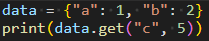 data = {"a": 1, "b": 2}
print(data.get("c", 5))